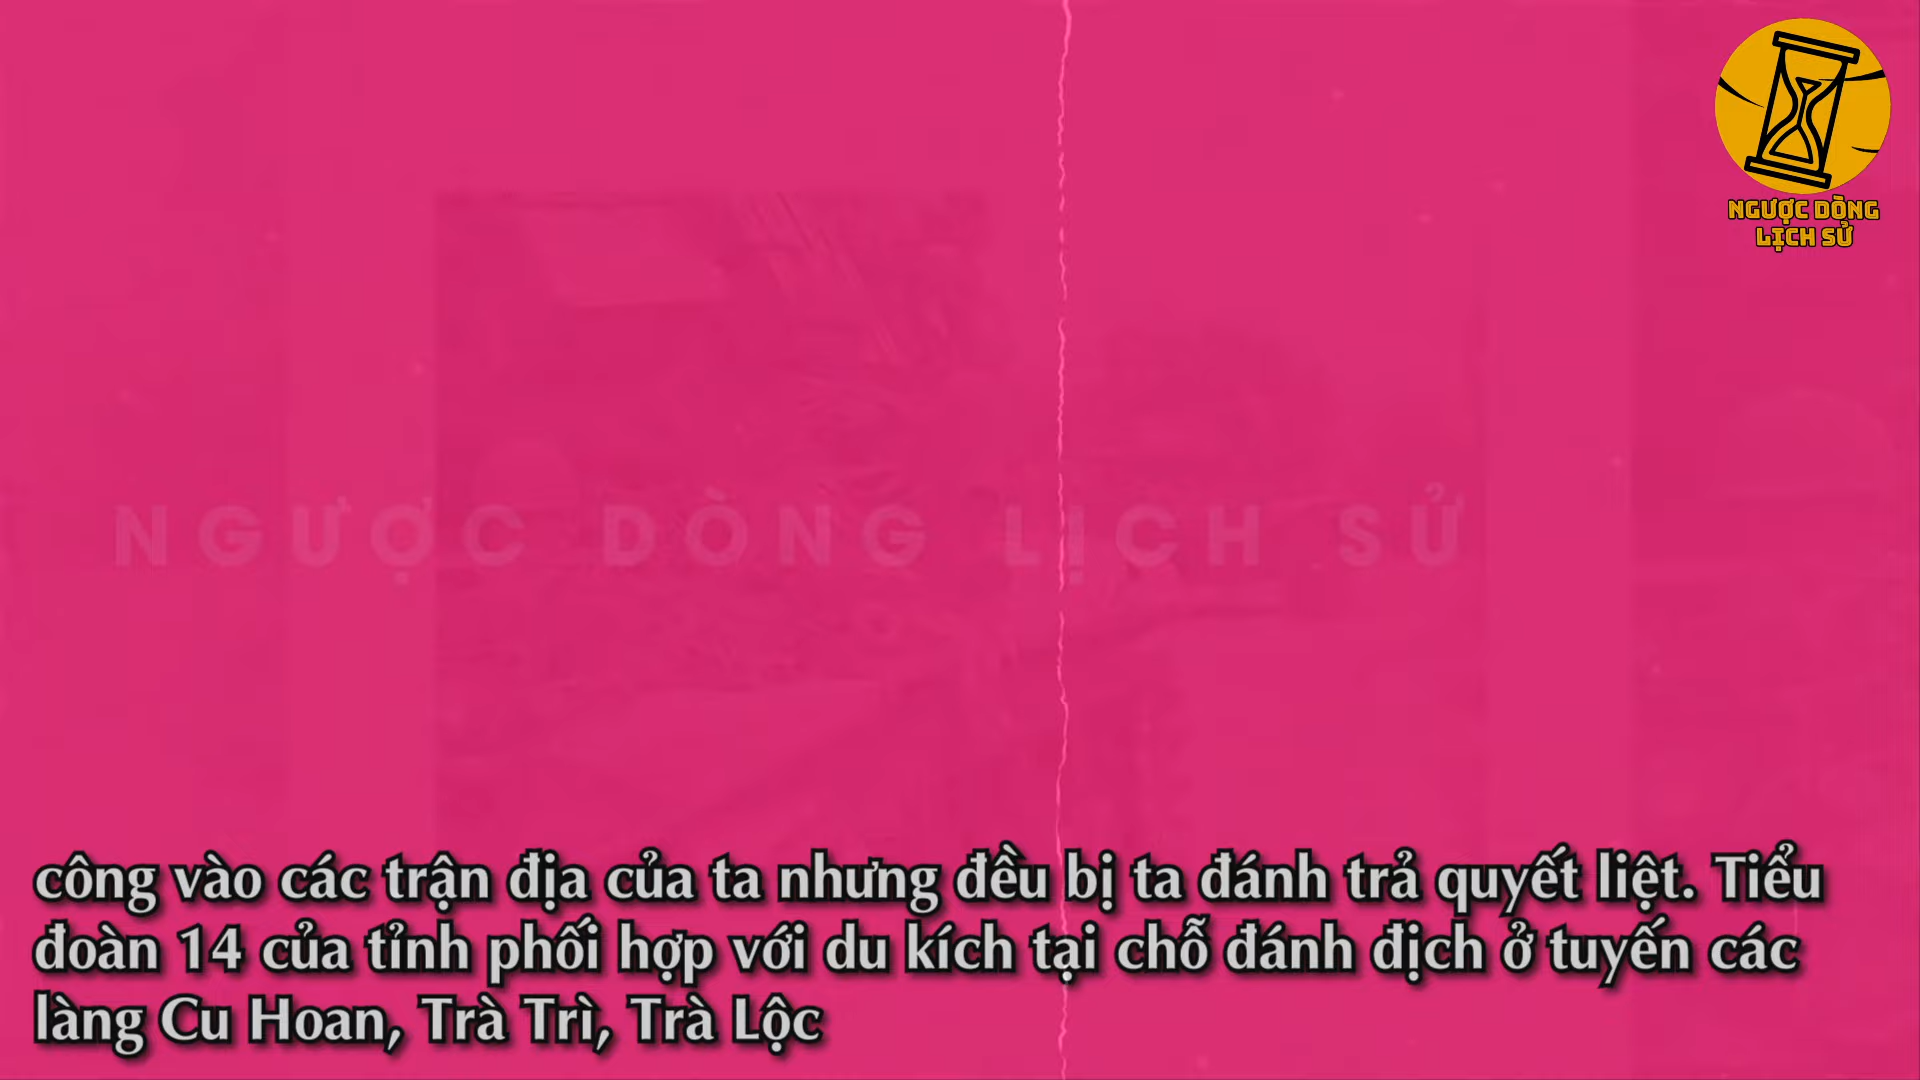 NGƯỢC DÒNG
LỊCH SỬ
NGƯỢC DÒNG LỊCH SỬ
công vào các trận địa của ta nhưng đều bị ta đánh trả quyết liệt. Tiểu
đoàn 14 của tỉnh phối hợp với du kích tại chỗ đánh địch ở tuyến các
làng Cu Hoan, Trà Trì, Trà Lộc